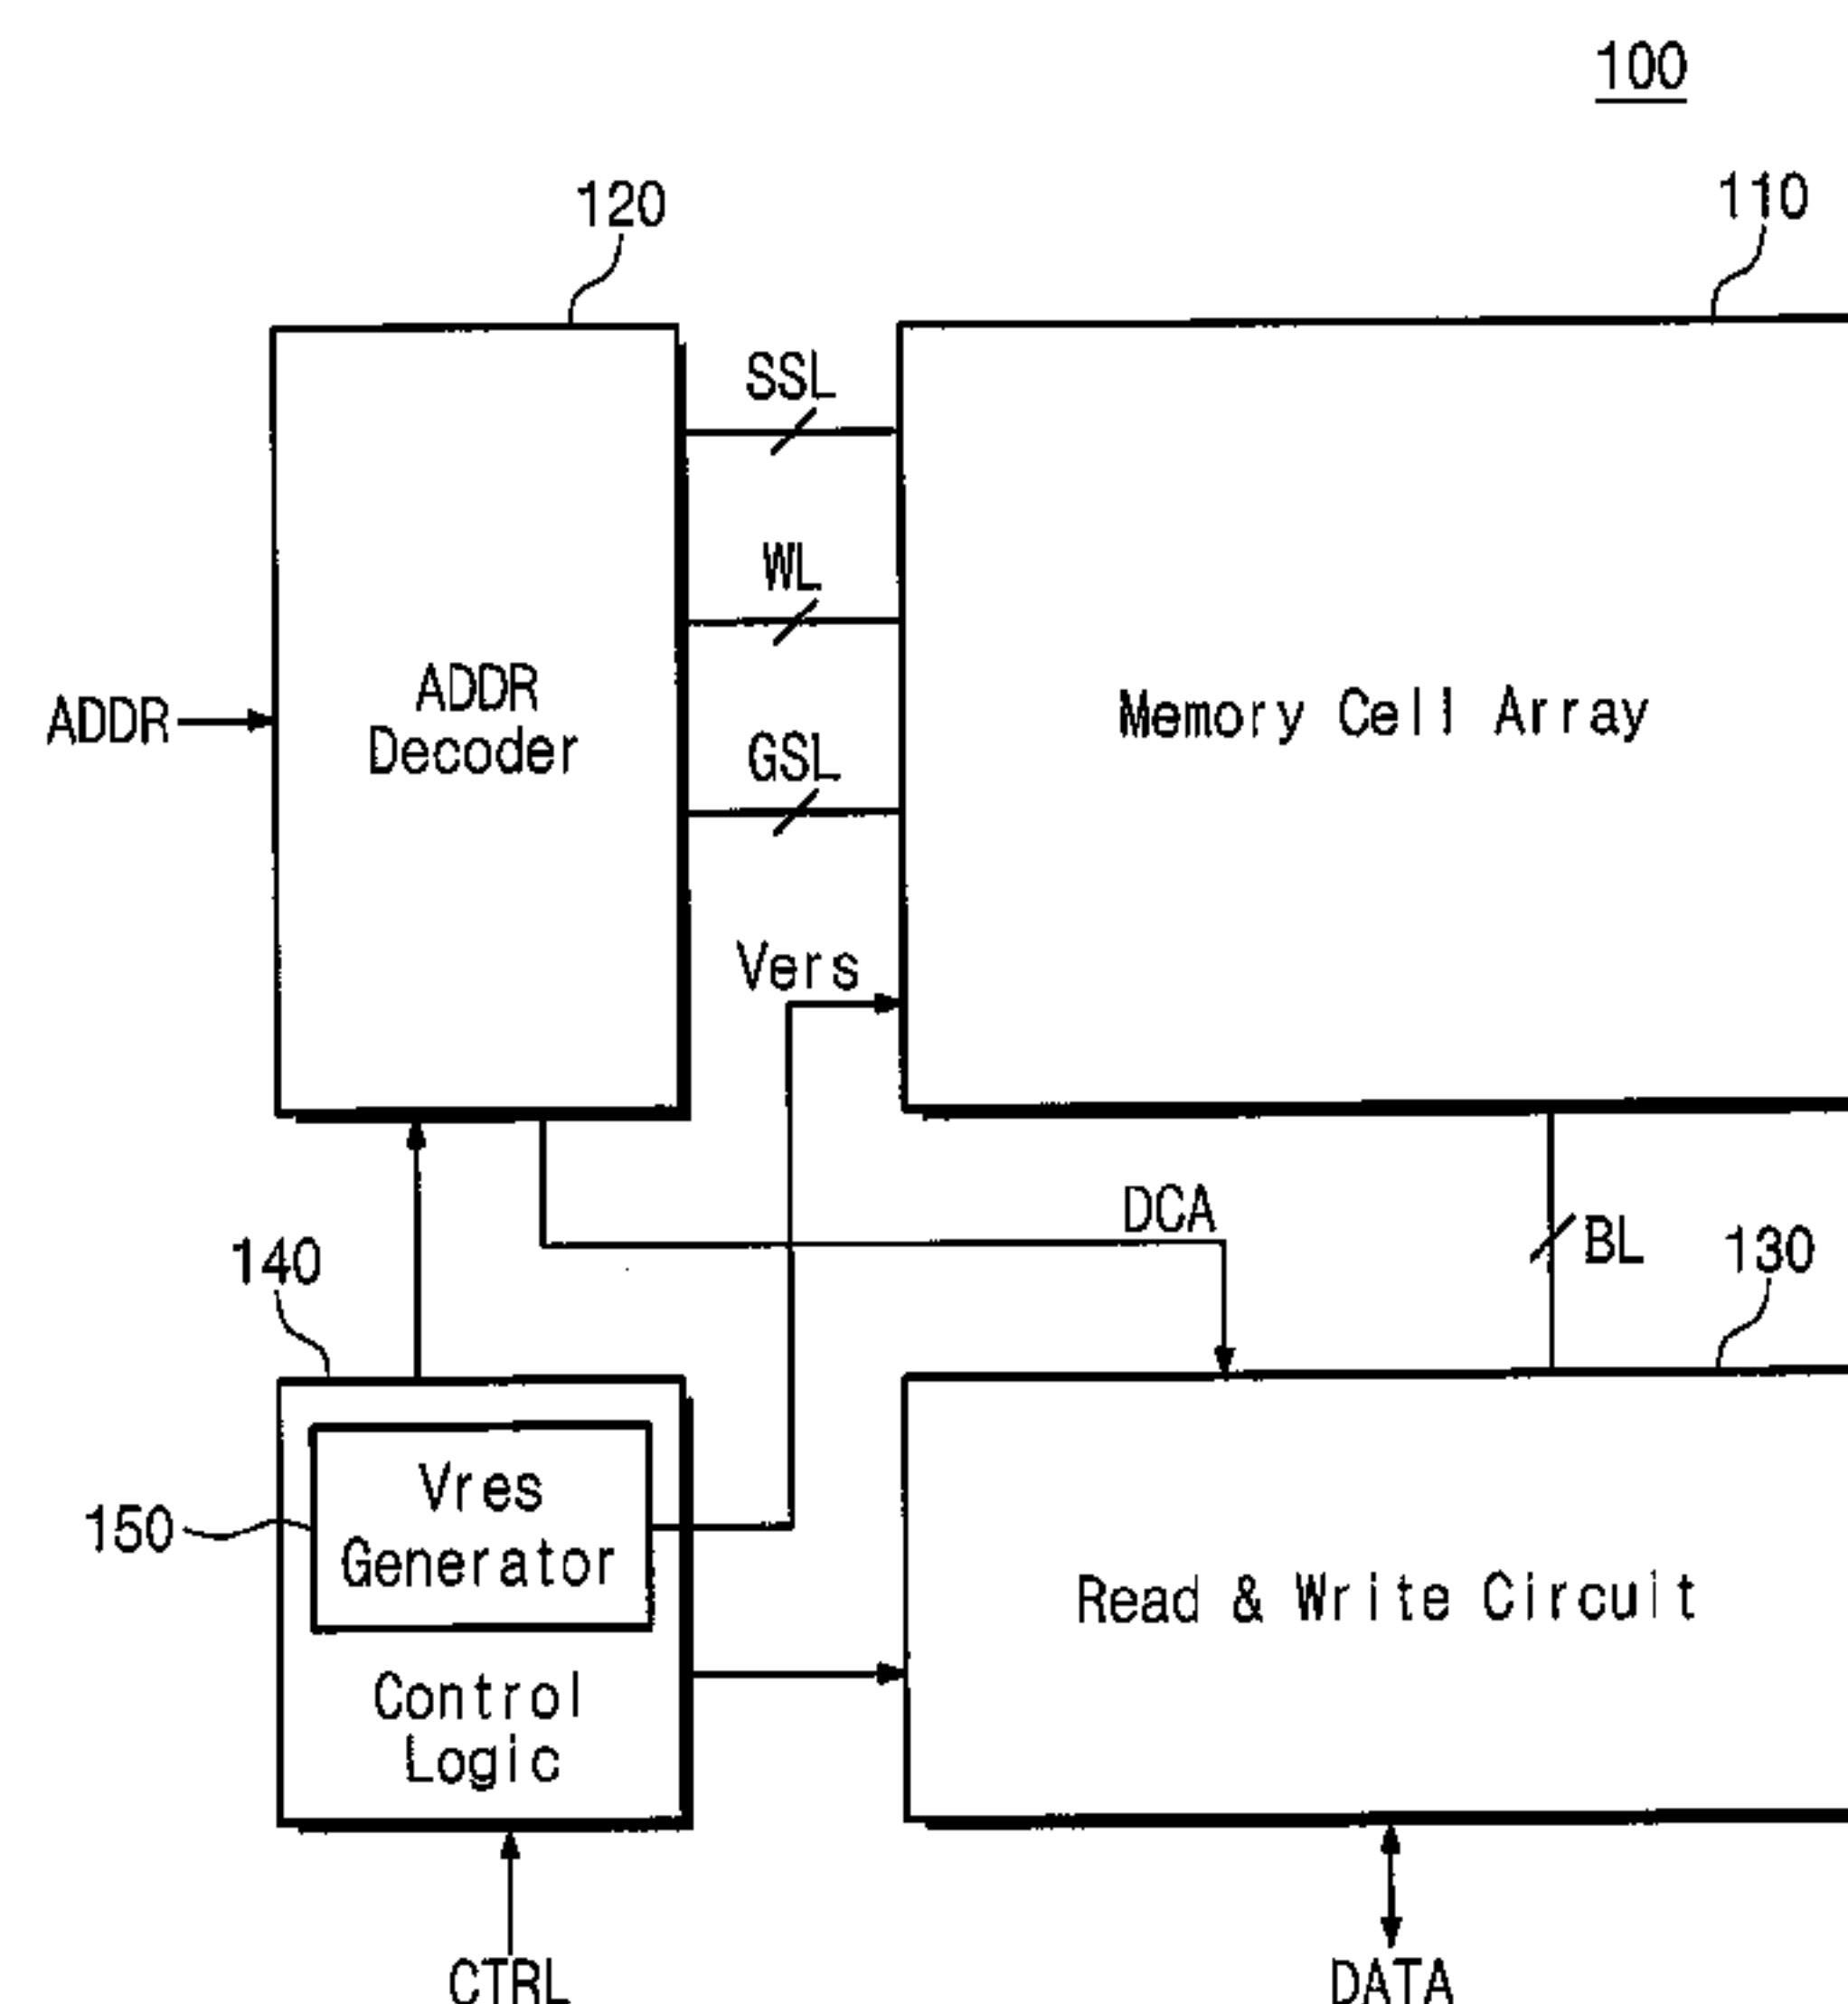 100
120
110
SSL
WL
ADDR
ADDR
Decoder
Memory Cell Array
GSL
Vers
DCA
BL
140
130
Vres
Generator
150
Read & Write Circuit
Control
Logic
CTRL
DATA